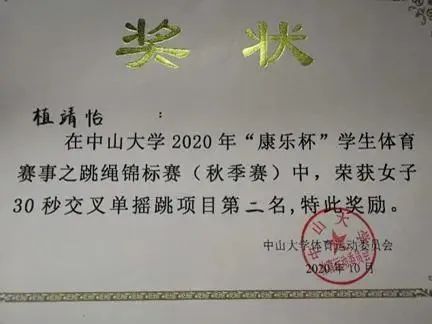 奖状
植靖怡：
在中山大学2020年“康乐杯”学生体育
赛事之跳绳锦标赛（秋季赛）中，荣获女子
30秒交叉单摇跳项目第二名,特此奖励。
中山大学体育运动委员会
2020年10月